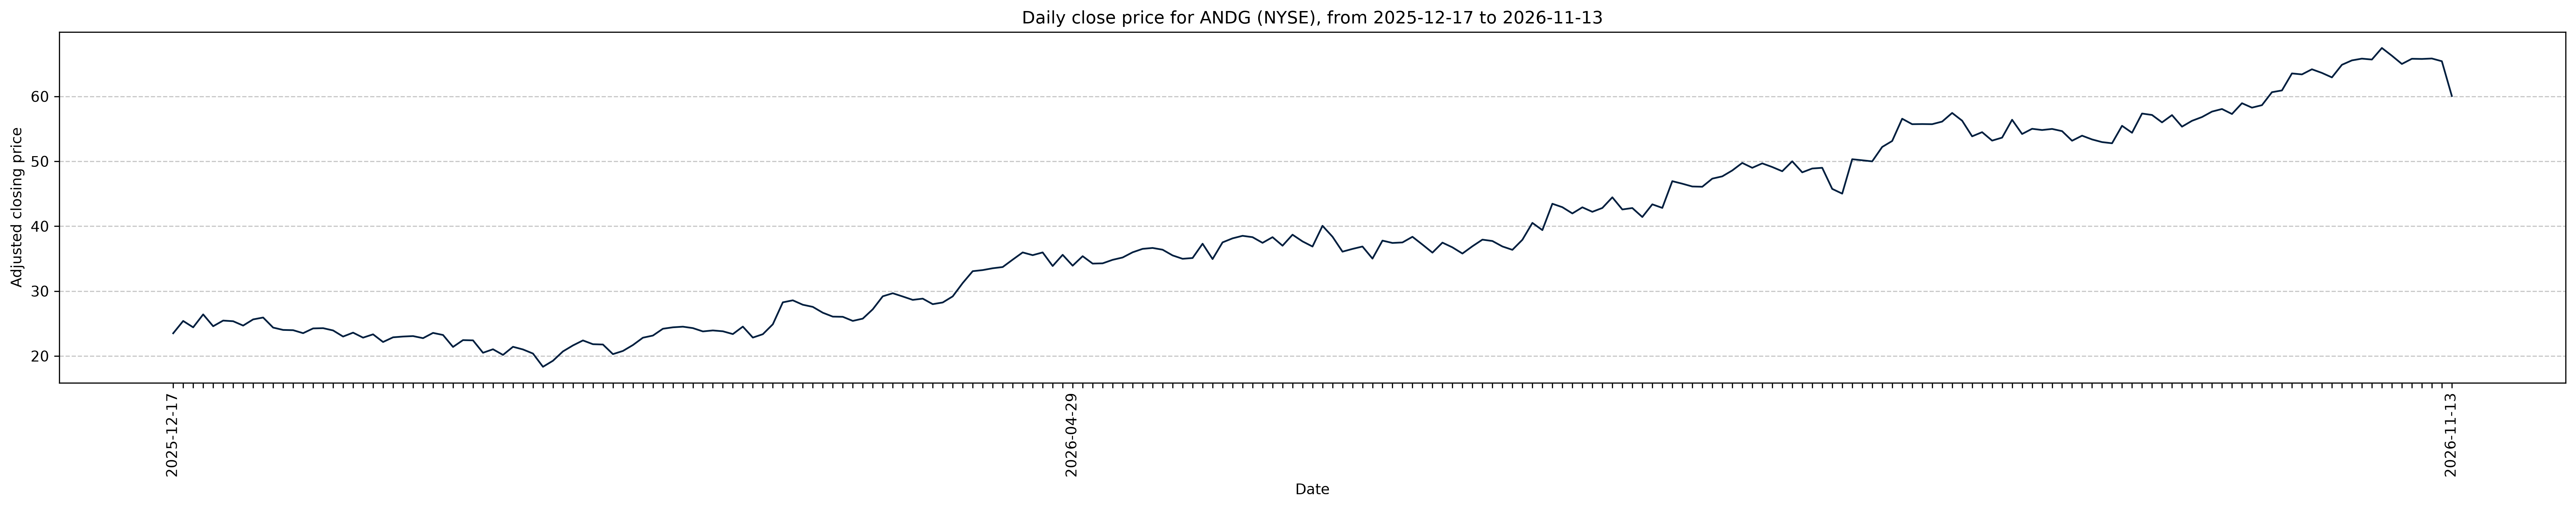 Daily close price for ANDG (NYSE), from 2025-12-17 to 2026-11-13
Adjusted closing price
60
50
40
30
20
2025-12-17
2026-04-29
2026-11-13
Date